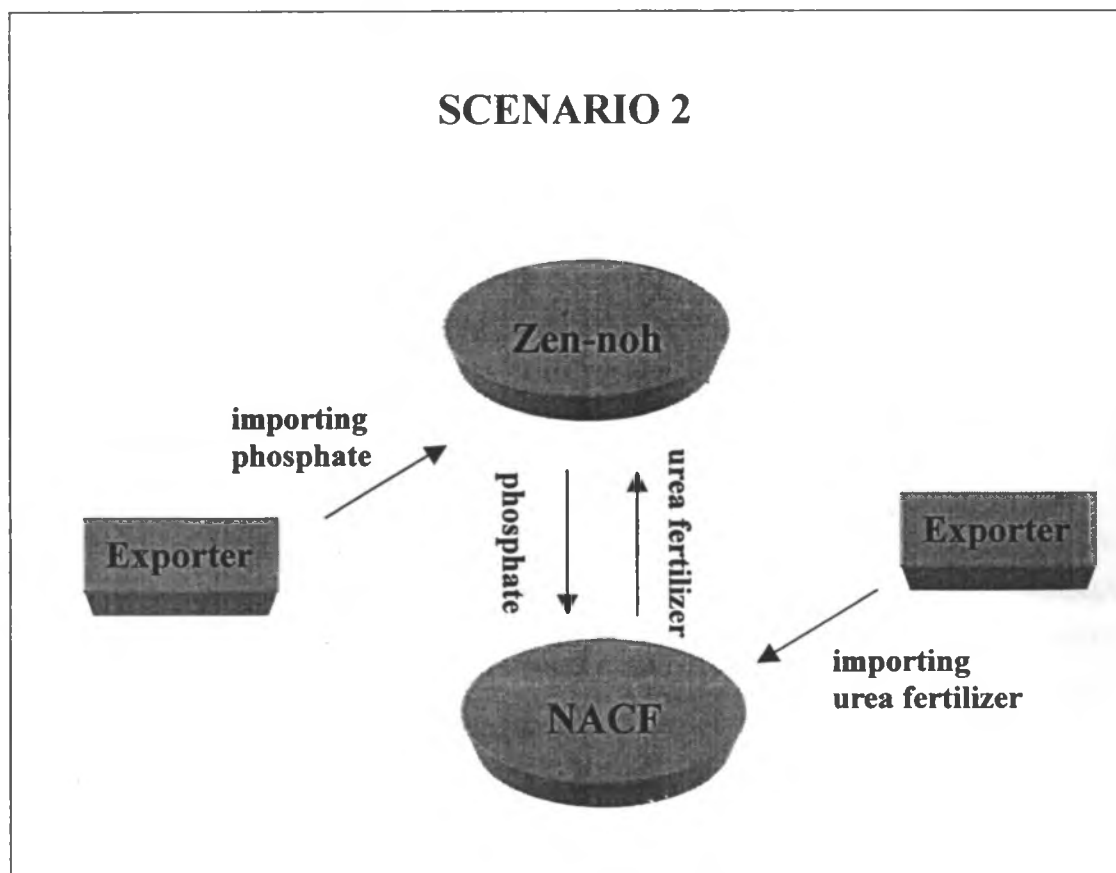 SCENARIO 2
Zen-noh
importing
phosphate
phosphate
urea fertilizer
Exporter
Exporter
NACF
importing
urea fertilizer